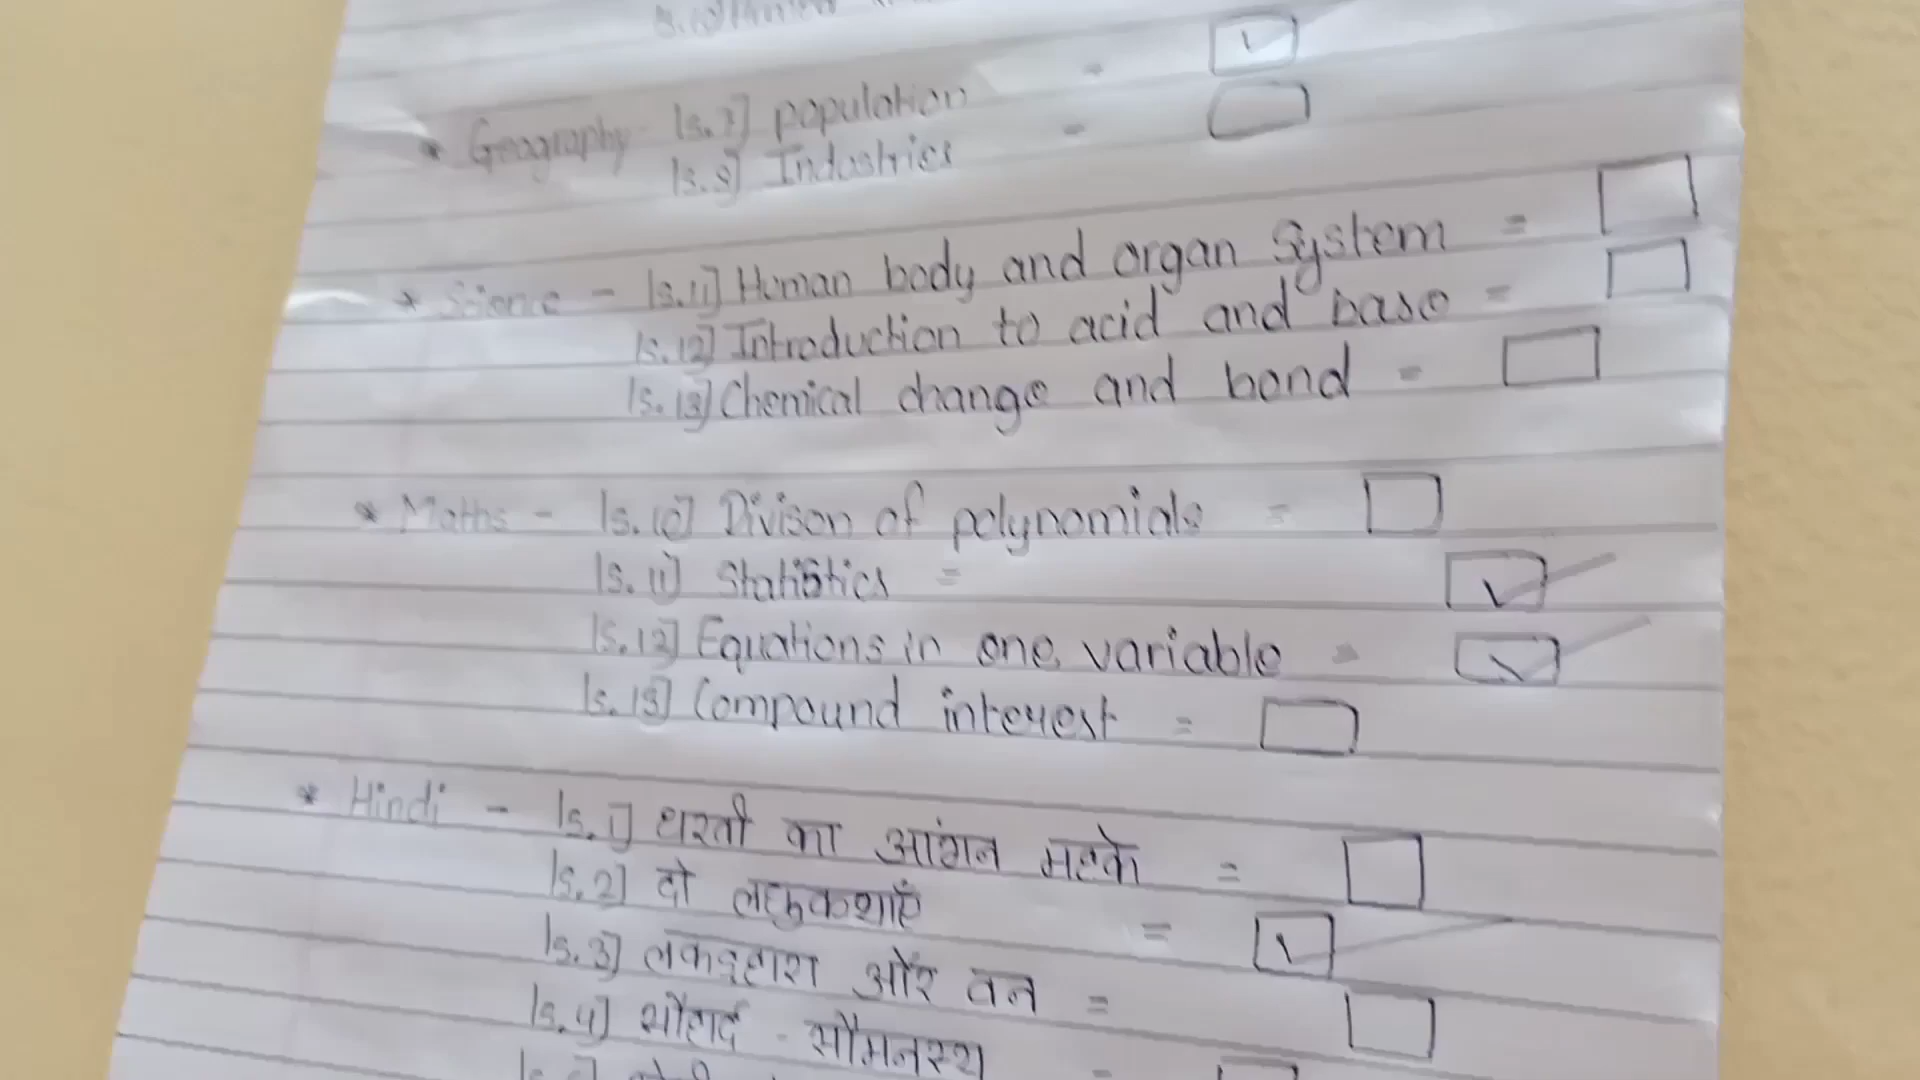 * Geography - ls.7] population -
ls.8] Industries -
* Science - ls.11] Human body and organ System =
ls.12] Introduction to acid and base =
ls.13] Chemical change and bond -
* Maths - ls.10] Divison of polynomials =
ls.11] Statistics =
ls.12] Equations in one variable =
ls.13] Compound interest =
* Hindi - ls.1] धरती का आंगन महके =
ls.2] दो लघुकथाएँ =
ls.3] लकड़हारा और वन =
ls.4] सौहार्द - सौमनस्य =